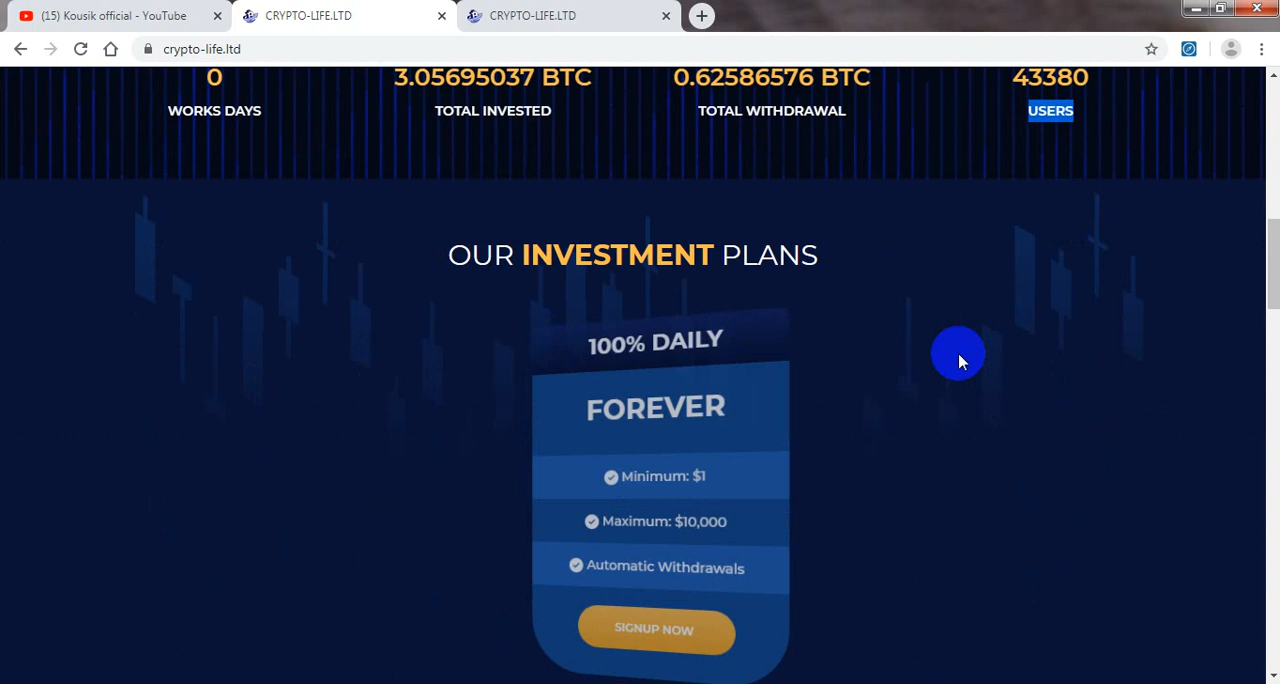 (15) Kousik official - YouTube
CRYPTO-LIFE.LTD
CRYPTO-LIFE.LTD
crypto-life.ltd
0 3.05695037 BTC 0.62586576 BTC 43380
WORKS DAYS TOTAL INVESTED TOTAL WITHDRAWAL USERS
OUR INVESTMENT PLANS
100% DAILY
FOREVER
Minimum: $1
Maximum: $10,000
Automatic Withdrawals
SIGNUP NOW